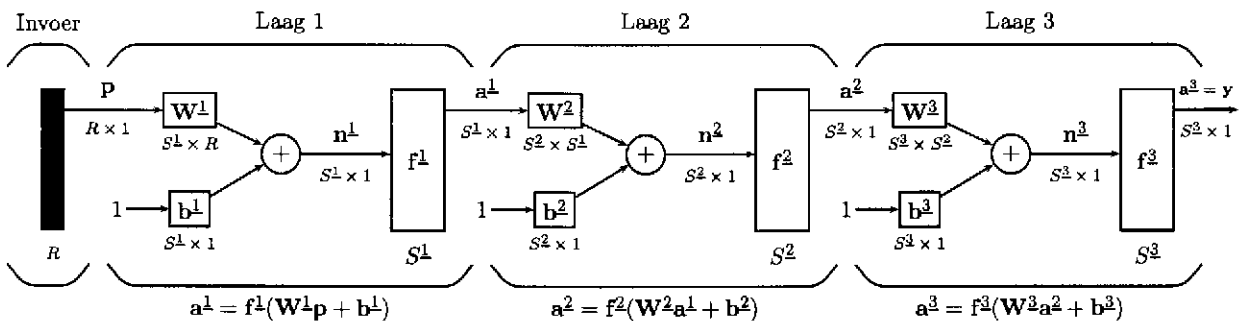 Invoer
Laag 1
Laag 2
Laag 3
p
R × 1
W¹
S¹ × R
1
b¹
S¹ × 1
+
n¹
S¹ × 1
f¹
S¹
R
a¹
S¹ × 1
W²
S² × S¹
1
b²
S² × 1
+
n²
S² × 1
f²
S²
a²
S² × 1
W³
S³ × S²
1
b³
S³ × 1
+
n³
S³ × 1
f³
S³
a³ = y
S³ × 1
a¹ = f¹(W¹p + b¹)
a² = f²(W²a¹ + b²)
a³ = f³(W³a² + b³)